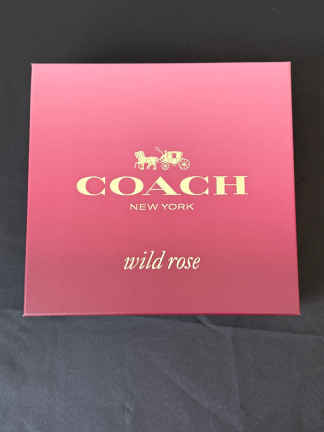 COACH
NEW YORK
wild rose